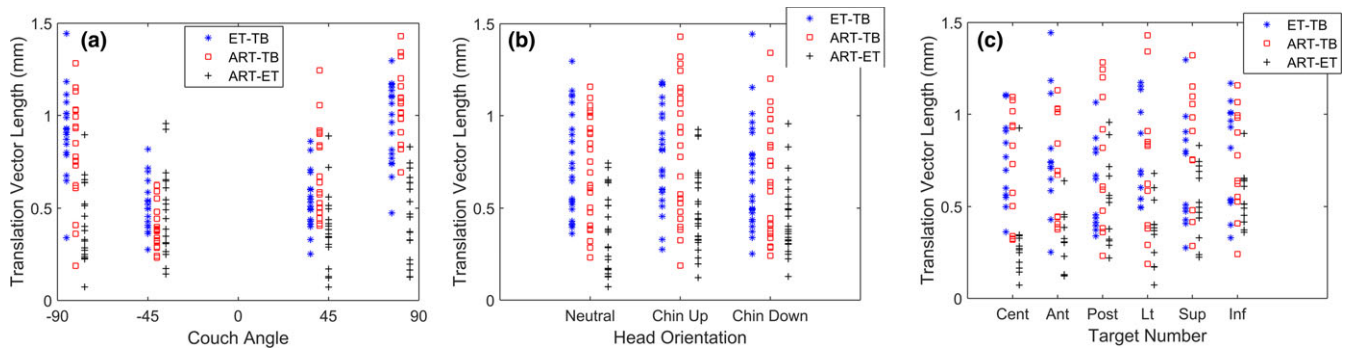 (a)
ET-TB
ART-TB
ART-ET
Translation Vector Length (mm)
1.5
1
0.5
0
-90 -45 0 45 90
Couch Angle
(b)
ET-TB
ART-TB
ART-ET
Translation Vector Length (mm)
1.5
1
0.5
0
Neutral Chin Up Chin Down
Head Orientation
(c)
ET-TB
ART-TB
ART-ET
Translation Vector Length (mm)
1.5
1
0.5
0
Cent Ant Post Lt Sup Inf
Target Number